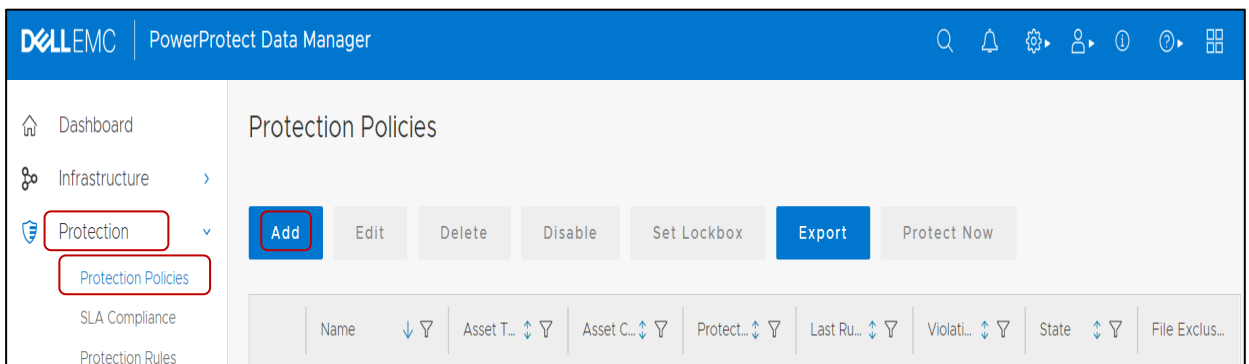 DELLEMC PowerProtect Data Manager
Dashboard
Protection Policies
Infrastructure
Protection
Add Edit Delete Disable Set Lockbox Export Protect Now
Protection Policies
SLA Compliance
Name Asset T... Asset C... Protect... Last Ru... Violati... State File Exclus...
Protection Rules